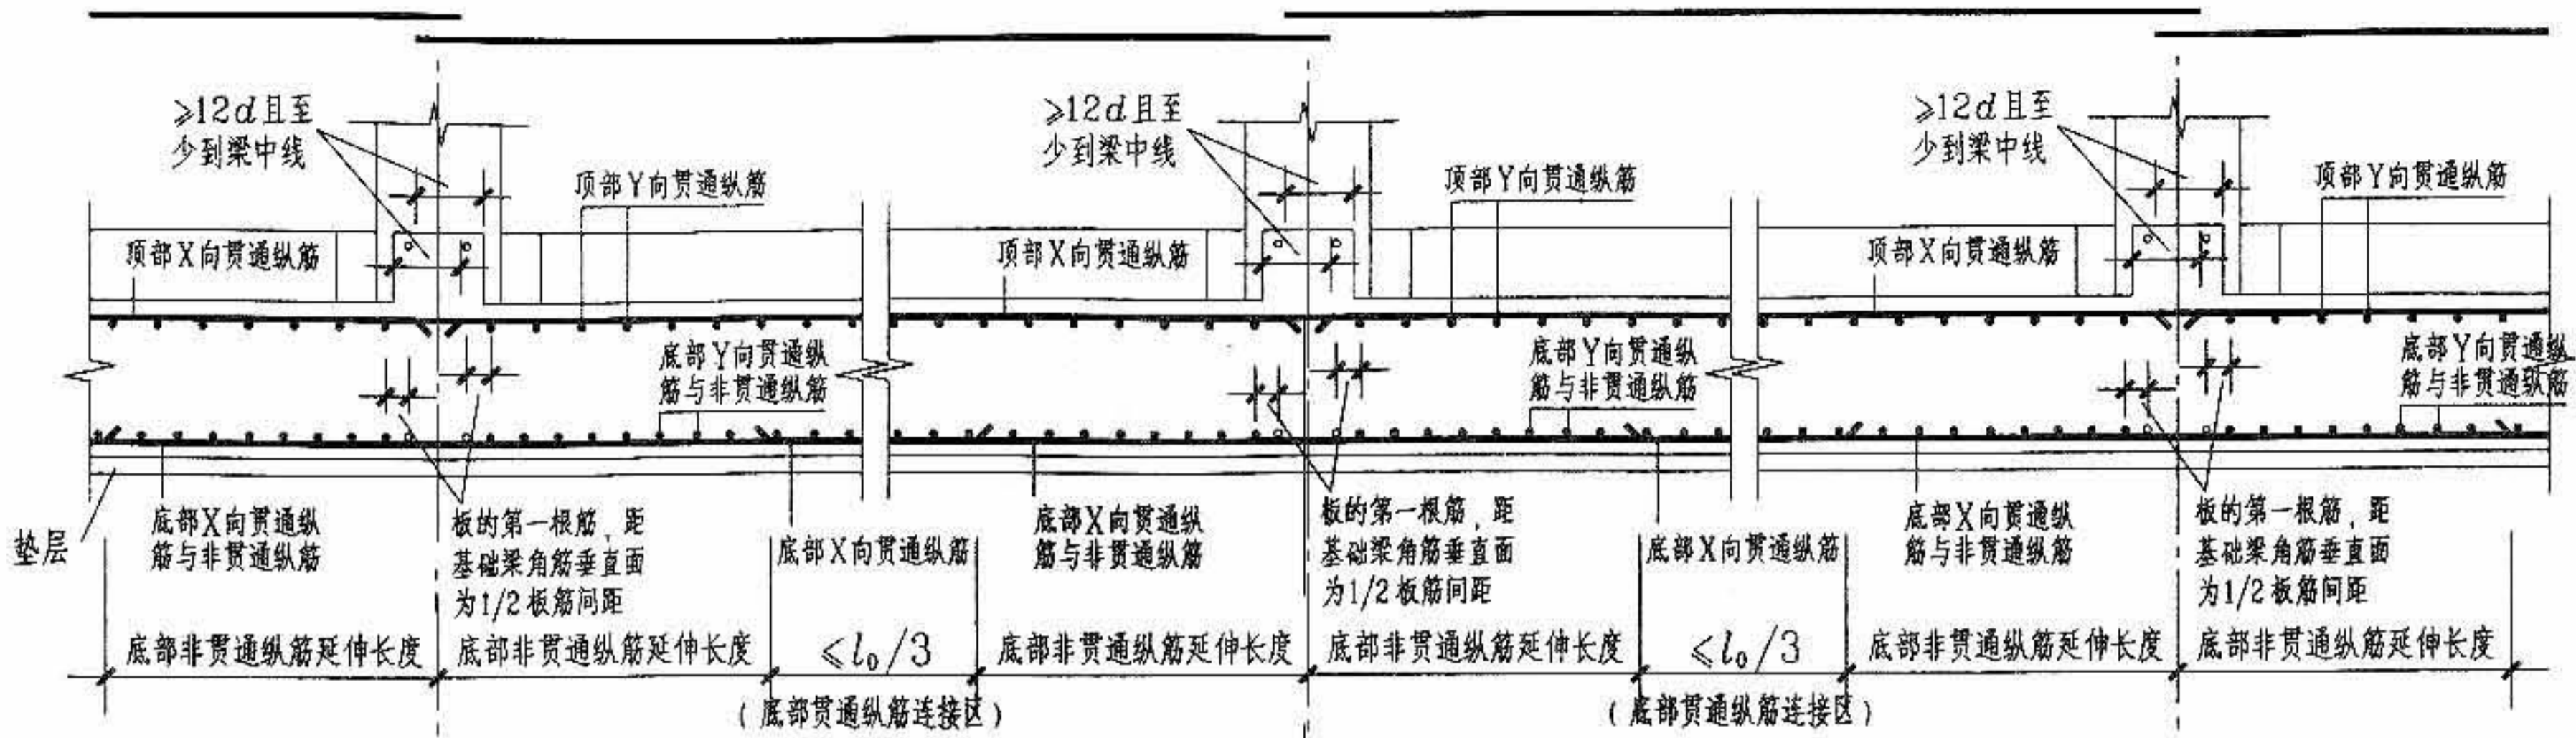 ≥12d且至
少到梁中线
≥12d且至
少到梁中线
≥12d且至
少到梁中线
顶部Y向贯通纵筋
顶部Y向贯通纵筋
顶部Y向贯通纵筋
顶部X向贯通纵筋
顶部X向贯通纵筋
顶部X向贯通纵筋
底部Y向贯通纵
筋与非贯通纵筋
底部Y向贯通纵
筋与非贯通纵筋
底部Y向贯通纵
筋与非贯通纵筋
垫层
底部X向贯通纵
筋与非贯通纵筋
板的第一根筋，距
基础梁角筋垂直面
为1/2板筋间距
底部X向贯通纵筋
底部X向贯通纵
筋与非贯通纵筋
板的第一根筋，距
基础梁角筋垂直面
为1/2板筋间距
底部X向贯通纵筋
底部X向贯通纵
筋与非贯通纵筋
板的第一根筋，距
基础梁角筋垂直面
为1/2板筋间距
底部非贯通纵筋延伸长度
底部非贯通纵筋延伸长度
≤l₀/3
底部非贯通纵筋延伸长度
底部非贯通纵筋延伸长度
≤l₀/3
底部非贯通纵筋延伸长度
底部非贯通纵筋延伸长度
(底部贯通纵筋连接区)
(底部贯通纵筋连接区)